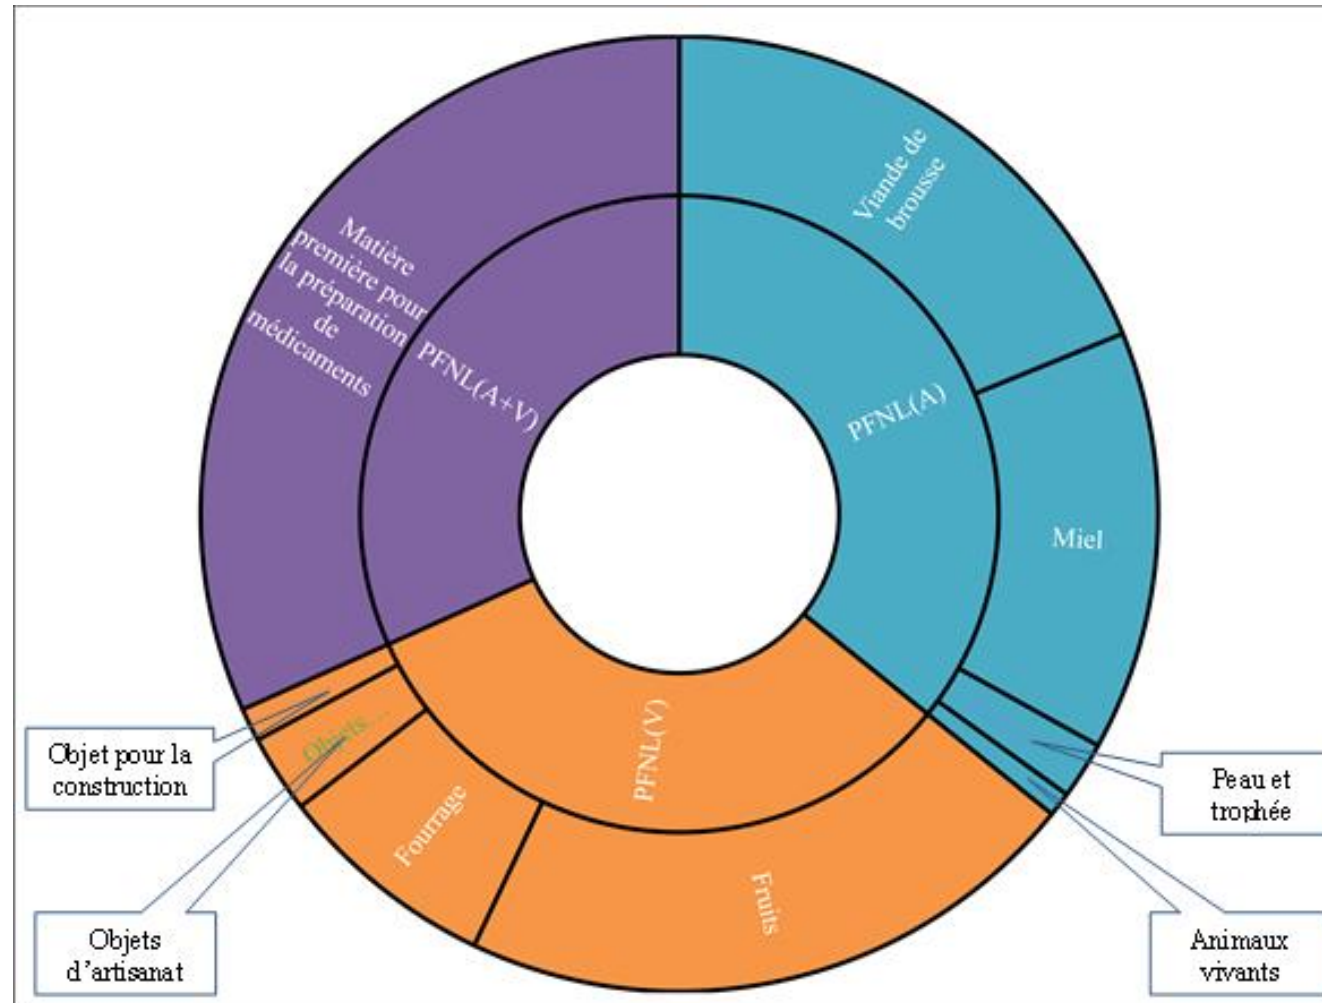 Viande de
brousse
PFNL(A)
Miel
Peau et
trophée
Animaux
vivants
Fruits
PFNL(V)
Fourrage
Objets…
Objets
d’artisanat
Objet pour la
construction
PFNL(A+V)
Matière
première pour
la préparation
de
médicaments